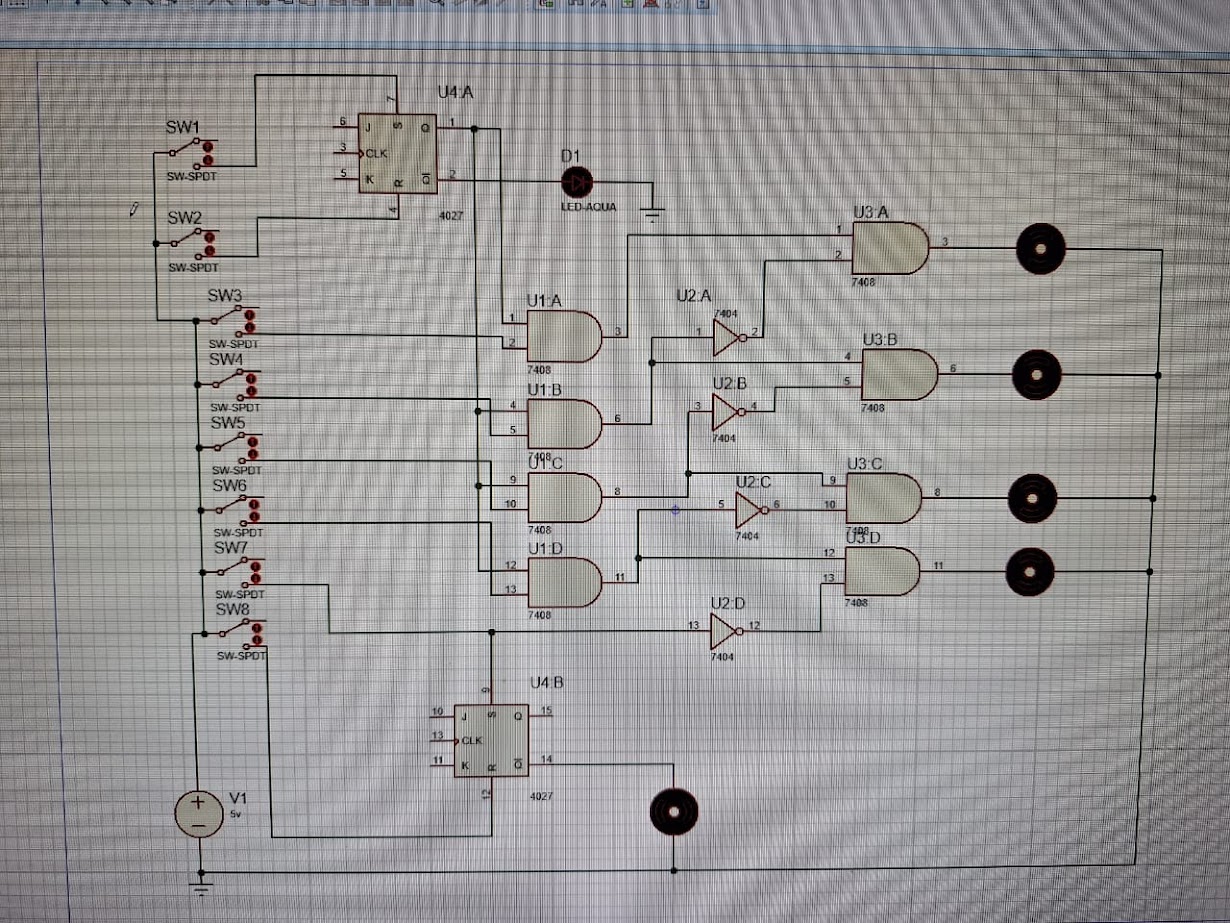 U4:A
7
SW1
6 J S Q 1
3 CLK
D1
SW-SPDT
5 K R Q 2
LED-AQUA
4
4027
SW2
SW-SPDT
U3:A
1
3
2
7408
SW3
U1:A
U2:A
7404
1
3
1 2
2
SW-SPDT
7408
U3:B
SW4
4
6
5
U1:B
U2:B
7408
SW-SPDT
4
3 4
6
5
SW5
7404
7408
U1:C
U3:C
SW-SPDT
9
8
10
U2:C
9
8
10
SW6
5 6
7408
7404
7408
SW-SPDT
U3:D
SW7
U1:D
12
11
13
12
11
13
SW-SPDT
7408
7408
SW8
U2:D
13 12
SW-SPDT
7404
U4:B
9
10 J S Q 15
13 CLK
11 K R Q 14
12
4027
V1
5v